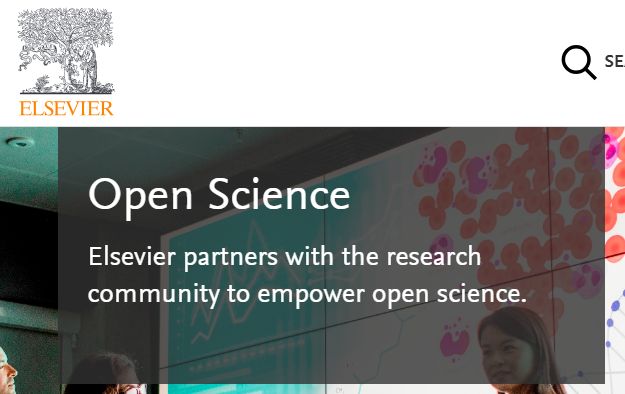 ELSEVIER
Open Science
Elsevier partners with the research
community to empower open science.